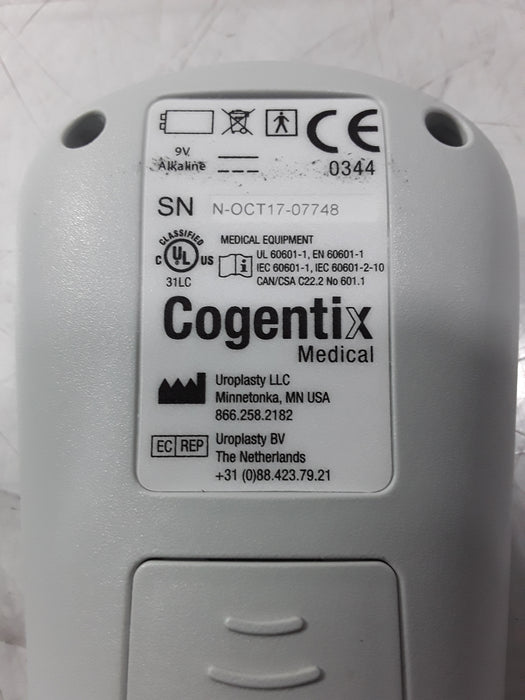 9V
Alkaline
CE
0344
SN N-OCT17-07748
CLASSIFIED
C UL US
31LC
MEDICAL EQUIPMENT
UL 60601-1, EN 60601-1
IEC 60601-1, IEC 60601-2-10
CAN/CSA C22.2 No 601.1
Cogentix
Medical
Uroplasty LLC
Minnetonka, MN USA
866.258.2182
EC REP
Uroplasty BV
The Netherlands
+31 (0)88.423.79.21